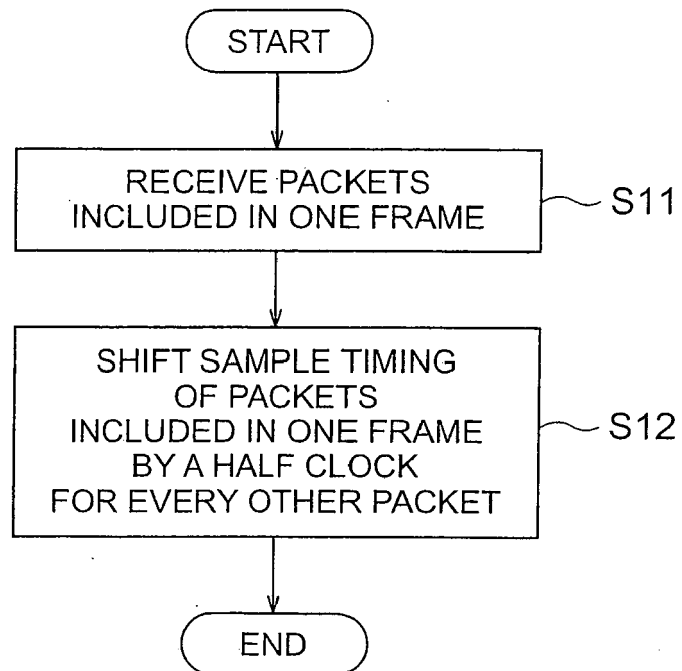 START
RECEIVE PACKETS
INCLUDED IN ONE FRAME
S11
SHIFT SAMPLE TIMING
OF PACKETS
INCLUDED IN ONE FRAME
BY A HALF CLOCK
FOR EVERY OTHER PACKET
S12
END